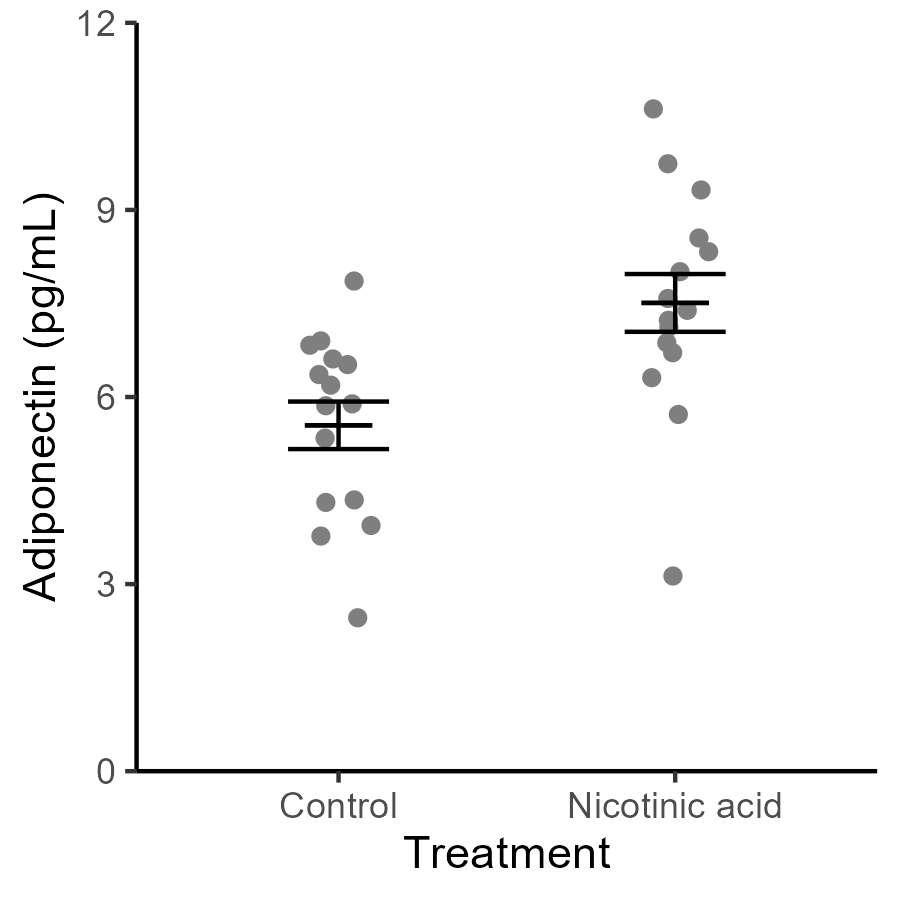 12
9
6
3
0
Adiponectin (pg/mL)
Control
Nicotinic acid
Treatment